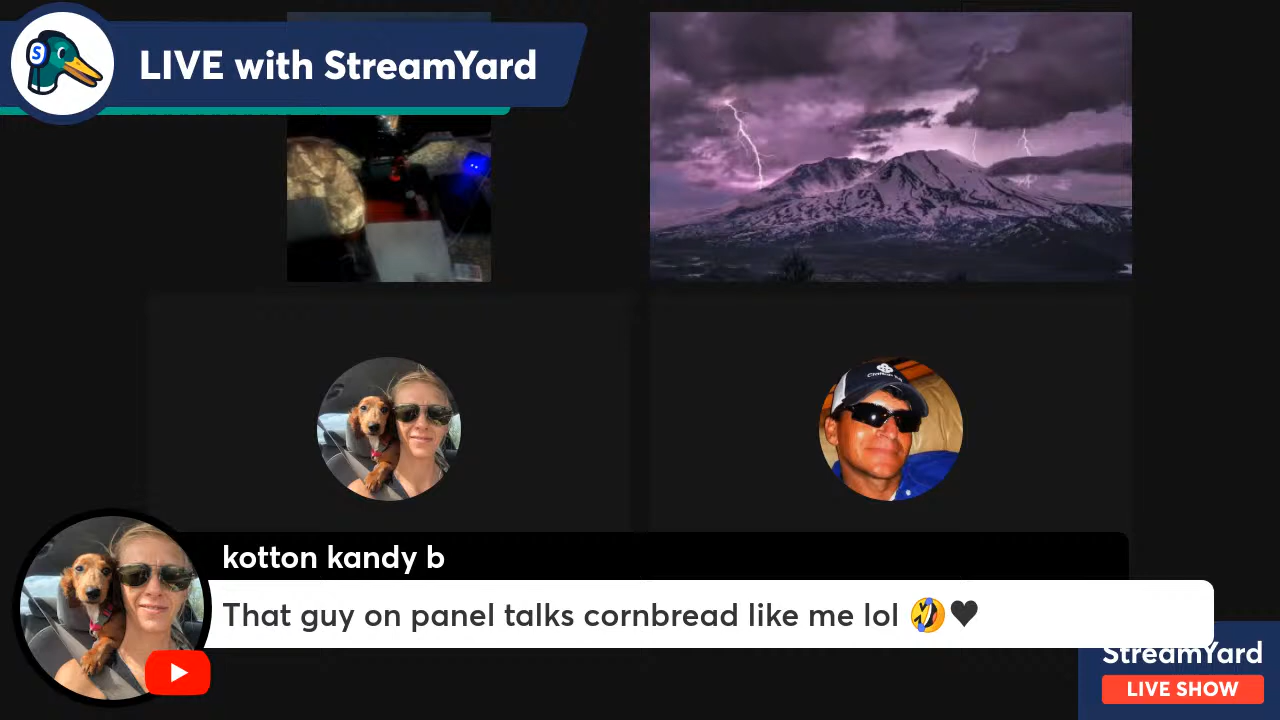 S
LIVE with StreamYard
kotton kandy b
That guy on panel talks cornbread like me lol 🤣🖤
StreamYard
LIVE SHOW